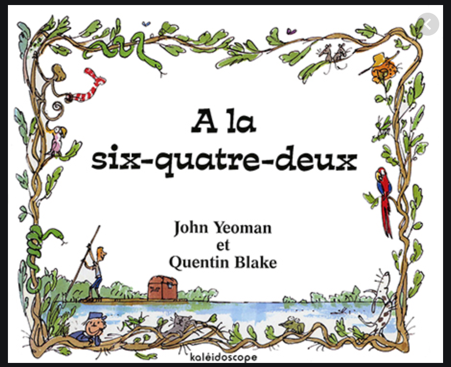 A la
six-quatre-deux
John Yeoman
et
Quentin Blake
kaléidoscope